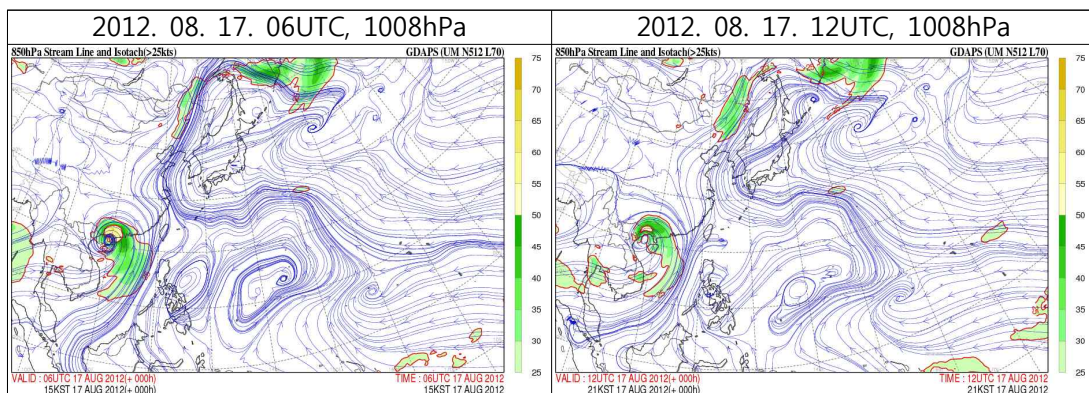 2012. 08. 17. 06UTC, 1008hPa
850hPa Stream Line and Isotach(>25kts)
GDAPS (UM N512 L70)
75
70
65
60
55
50
45
40
35
30
25
VALID : 06UTC 17 AUG 2012(+ 000h)
TIME : 06UTC 17 AUG 2012
15KST 17 AUG 2012(+ 000h)
15KST 17 AUG 2012
2012. 08. 17. 12UTC, 1008hPa
850hPa Stream Line and Isotach(>25kts)
GDAPS (UM N512 L70)
75
70
65
60
55
50
45
40
35
30
25
VALID : 12UTC 17 AUG 2012(+ 000h)
TIME : 12UTC 17 AUG 2012
21KST 17 AUG 2012(+ 000h)
21KST 17 AUG 2012